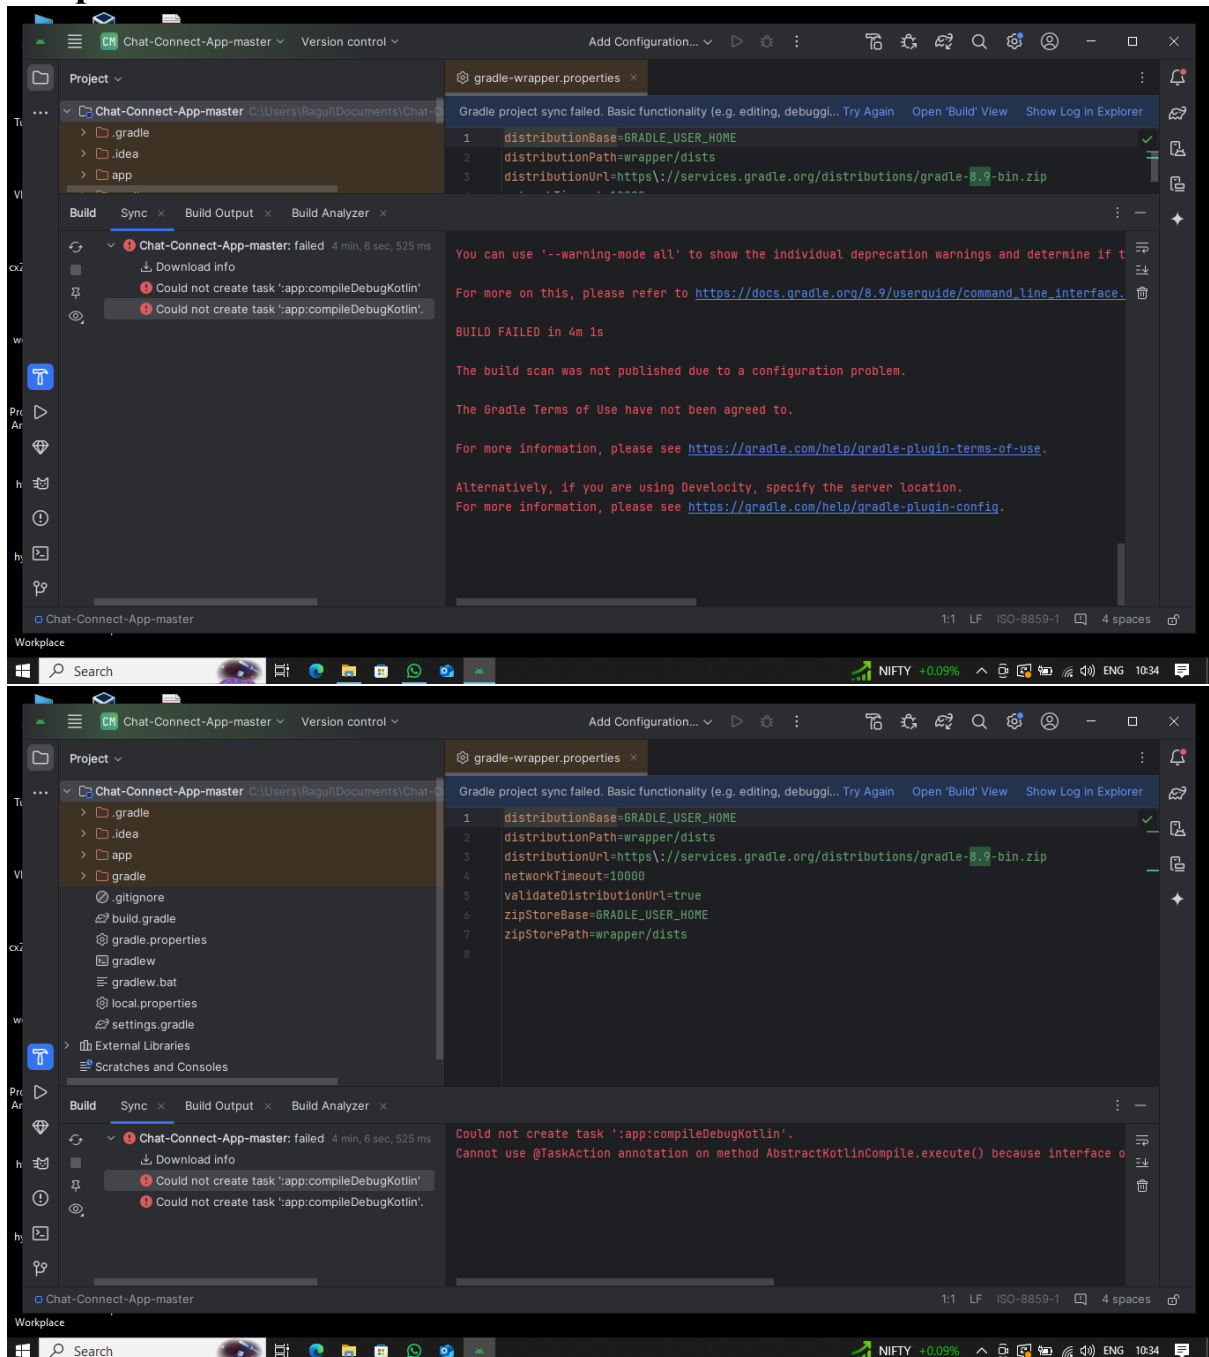 CM Chat-Connect-App-master Version control Add Configuration...
Project
gradle-wrapper.properties
Chat-Connect-App-master C:\Users\Ragul\Documents\Chat-C
Gradle project sync failed. Basic functionality (e.g. editing, debuggi... Try Again Open 'Build' View Show Log in Explorer
.gradle
.idea
app
1 distributionBase=GRADLE_USER_HOME
2 distributionPath=wrapper/dists
3 distributionUrl=https\://services.gradle.org/distributions/gradle-8.9-bin.zip
Build Sync Build Output Build Analyzer
Chat-Connect-App-master: failed 4 min, 6 sec, 525 ms
Download info
Could not create task ':app:compileDebugKotlin'
Could not create task ':app:compileDebugKotlin'.
You can use '--warning-mode all' to show the individual deprecation warnings and determine if t
For more on this, please refer to https://docs.gradle.org/8.9/userguide/command_line_interface.
BUILD FAILED in 4m 1s
The build scan was not published due to a configuration problem.
The Gradle Terms of Use have not been agreed to.
For more information, please see https://gradle.com/help/gradle-plugin-terms-of-use.
Alternatively, if you are using Develocity, specify the server location.
For more information, please see https://gradle.com/help/gradle-plugin-config.
Chat-Connect-App-master 1:1 LF ISO-8859-1 4 spaces
Workplace
Search NIFTY +0.09% ENG 10:34
CM Chat-Connect-App-master Version control Add Configuration...
Project
gradle-wrapper.properties
Chat-Connect-App-master C:\Users\Ragul\Documents\Chat-C
Gradle project sync failed. Basic functionality (e.g. editing, debuggi... Try Again Open 'Build' View Show Log in Explorer
.gradle
.idea
app
gradle
.gitignore
build.gradle
gradle.properties
gradlew
gradlew.bat
local.properties
settings.gradle
External Libraries
Scratches and Consoles
1 distributionBase=GRADLE_USER_HOME
2 distributionPath=wrapper/dists
3 distributionUrl=https\://services.gradle.org/distributions/gradle-8.9-bin.zip
4 networkTimeout=10000
5 validateDistributionUrl=true
6 zipStoreBase=GRADLE_USER_HOME
7 zipStorePath=wrapper/dists
8
Build Sync Build Output Build Analyzer
Chat-Connect-App-master: failed 4 min, 6 sec, 525 ms
Download info
Could not create task ':app:compileDebugKotlin'
Could not create task ':app:compileDebugKotlin'.
Could not create task ':app:compileDebugKotlin'.
Cannot use @TaskAction annotation on method AbstractKotlinCompile.execute() because interface o
Chat-Connect-App-master 1:1 LF ISO-8859-1 4 spaces
Workplace
Search NIFTY +0.09% ENG 10:34